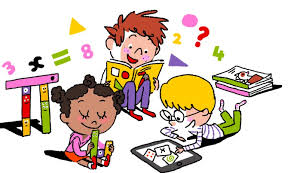 3 x = 8
2 ? 4
x